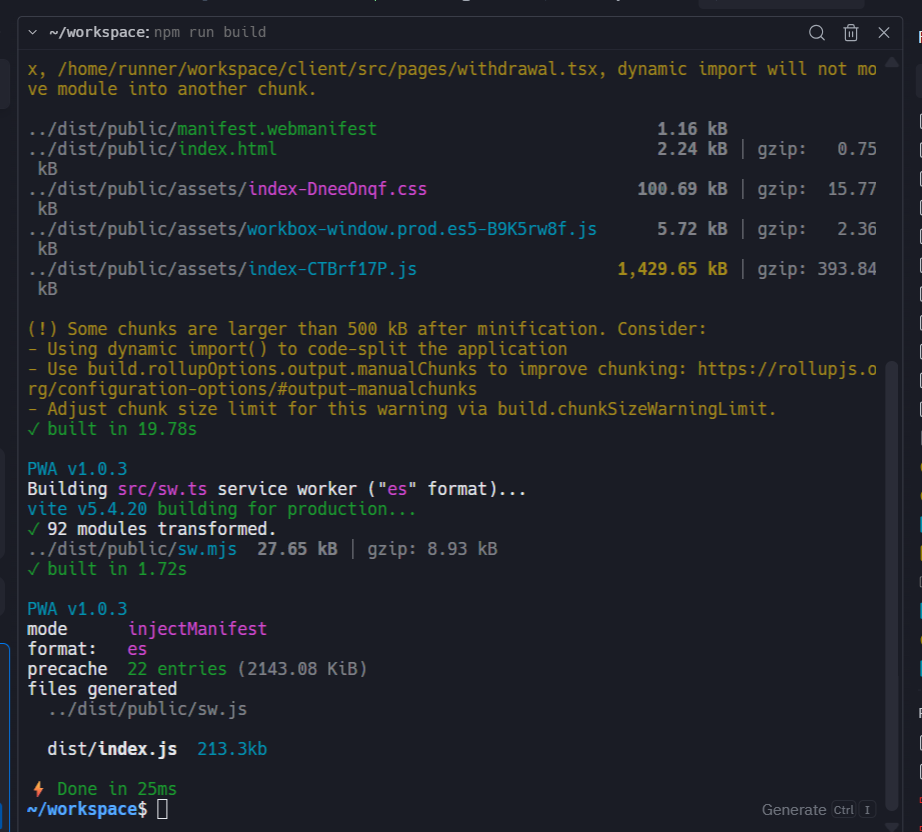 ~/workspace: npm run build
x, /home/runner/workspace/client/src/pages/withdrawal.tsx, dynamic import will not mo
ve module into another chunk.
../dist/public/manifest.webmanifest 1.16 kB
../dist/public/index.html 2.24 kB │ gzip: 0.75
kB
../dist/public/assets/index-DneeOnqf.css 100.69 kB │ gzip: 15.77
kB
../dist/public/assets/workbox-window.prod.es5-B9K5rw8f.js 5.72 kB │ gzip: 2.36
kB
../dist/public/assets/index-CTBrf17P.js 1,429.65 kB │ gzip: 393.84
kB
(!) Some chunks are larger than 500 kB after minification. Consider:
- Using dynamic import() to code-split the application
- Use build.rollupOptions.output.manualChunks to improve chunking: https://rollupjs.o
rg/configuration-options/#output-manualchunks
- Adjust chunk size limit for this warning via build.chunkSizeWarningLimit.
✓ built in 19.78s
PWA v1.0.3
Building src/sw.ts service worker ("es" format)...
vite v5.4.20 building for production...
✓ 92 modules transformed.
../dist/public/sw.mjs 27.65 kB │ gzip: 8.93 kB
✓ built in 1.72s
PWA v1.0.3
mode injectManifest
format: es
precache 22 entries (2143.08 KiB)
files generated
../dist/public/sw.js
dist/index.js 213.3kb
⚡ Done in 25ms
~/workspace$
Generate Ctrl I